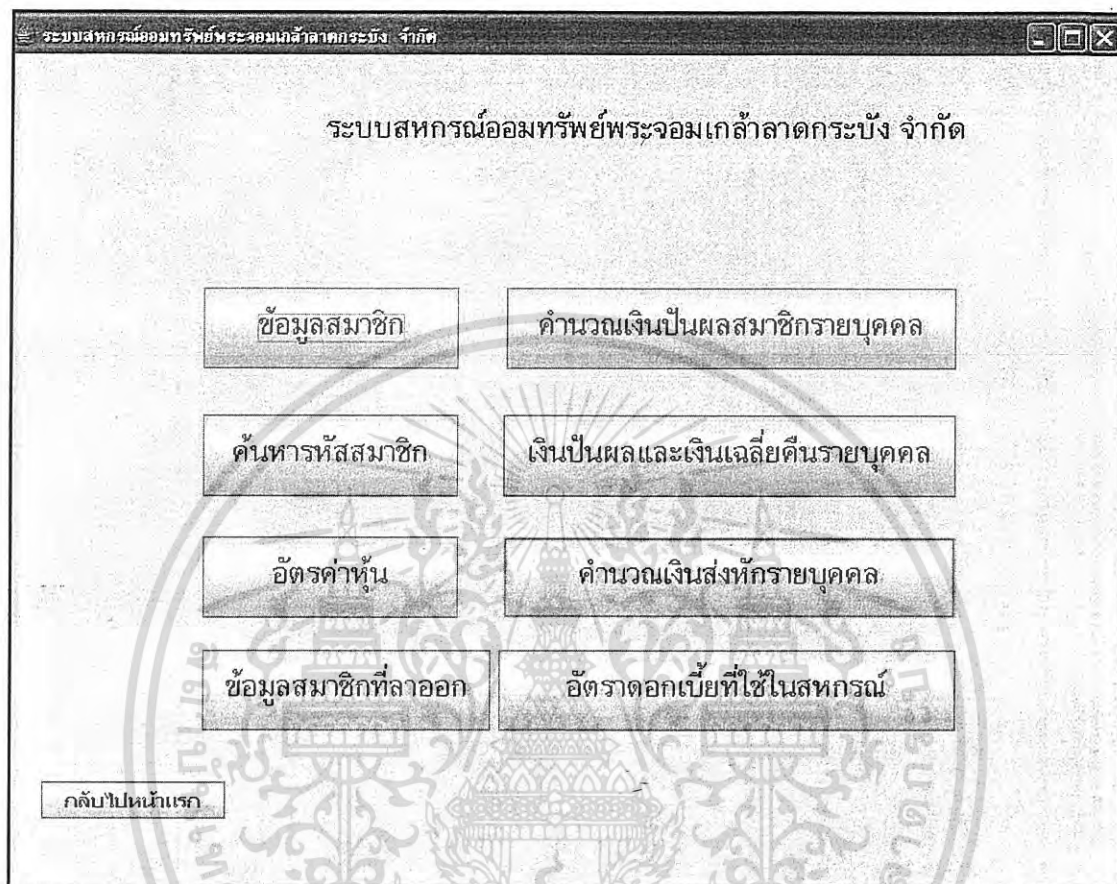 ระบบสหกรณ์ออมทรัพย์พระจอมเกล้าลาดกระบัง จำกัด
ระบบสหกรณ์ออมทรัพย์พระจอมเกล้าลาดกระบัง จำกัด
ข้อมูลสมาชิก
คำนวณเงินปันผลสมาชิกรายบุคคล
ค้นหารหัสสมาชิก
เงินปันผลและเงินเฉลี่ยคืนรายบุคคล
อัตรค่าหุ้น
คำนวณเงินส่งหักรายบุคคล
ข้อมูลสมาชิกที่ลาออก
อัตราดอกเบี้ยที่ใช้ในสหกรณ์
กลับไปหน้าแรก